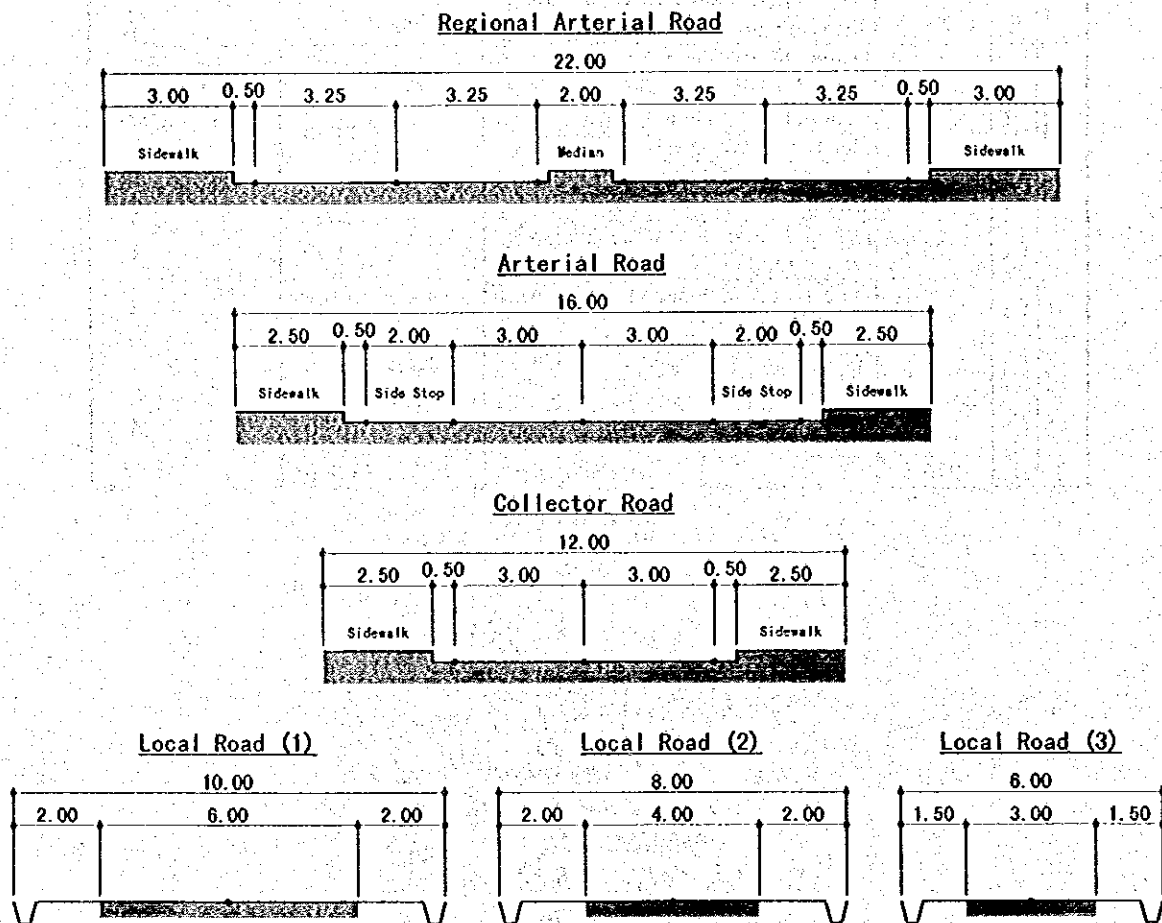 Regional Arterial Road
22.00
3.00 0.50 3.25 3.25 2.00 3.25 3.25 0.50 3.00
Sidewalk Median Sidewalk
Arterial Road
16.00
2.50 0.50 2.00 3.00 3.00 2.00 0.50 2.50
Sidewalk Side Stop Side Stop Sidewalk
Collector Road
12.00
2.50 0.50 3.00 3.00 0.50 2.50
Sidewalk Sidewalk
Local Road (1) Local Road (2) Local Road (3)
10.00 8.00 6.00
2.00 6.00 2.00 2.00 4.00 2.00 1.50 3.00 1.50